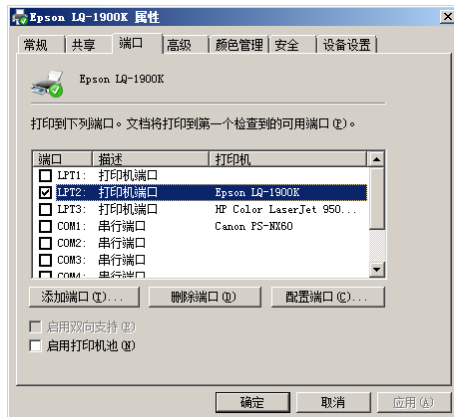 Epson LQ-1900K 属性
常规 共享 端口 高级 颜色管理 安全 设备设置
Epson LQ-1900K
打印到下列端口。文档将打印到第一个检查到的可用端口(P)。
端口 描述 打印机
LPT1: 打印机端口
LPT2: 打印机端口 Epson LQ-1900K
LPT3: 打印机端口 HP Color LaserJet 950...
COM1: 串行端口 Canon PS-NX60
COM2: 串行端口
COM3: 串行端口
COM4: 串行端口
添加端口(T)... 删除端口(D) 配置端口(C)...
启用双向支持(E)
启用打印机池(N)
确定 取消 应用(A)